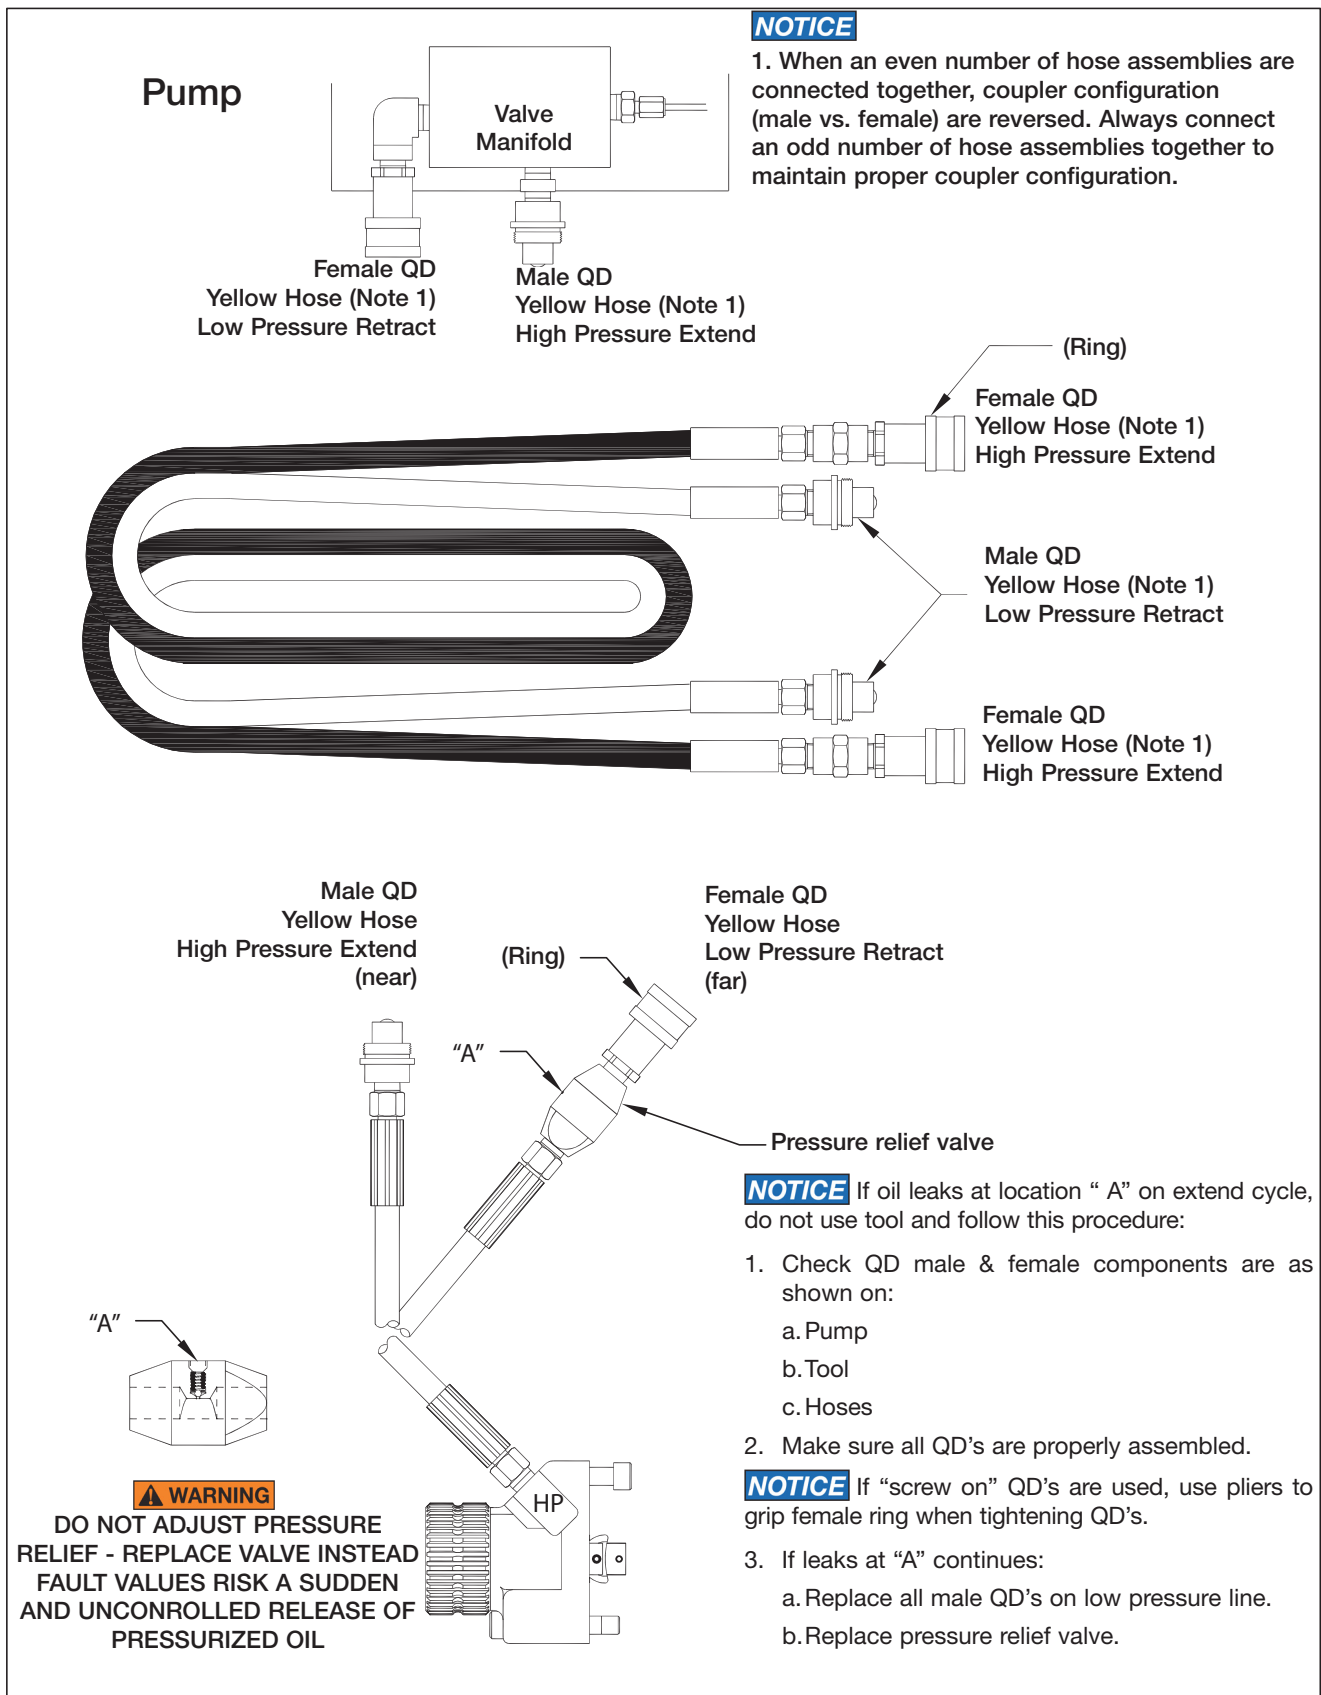 NOTICE
1. When an even number of hose assemblies are
connected together, coupler configuration
(male vs. female) are reversed. Always connect
an odd number of hose assemblies together to
maintain proper coupler configuration.
Pump
Valve
Manifold
Female QD
Yellow Hose (Note 1)
Low Pressure Retract
Male QD
Yellow Hose (Note 1)
High Pressure Extend
(Ring)
Female QD
Yellow Hose (Note 1)
High Pressure Extend
Male QD
Yellow Hose (Note 1)
Low Pressure Retract
Female QD
Yellow Hose (Note 1)
High Pressure Extend
Male QD
Yellow Hose
High Pressure Extend
(near)
Female QD
Yellow Hose
Low Pressure Retract
(far)
(Ring)
“A”
Pressure relief valve
NOTICE If oil leaks at location “ A” on extend cycle,
do not use tool and follow this procedure:
1. Check QD male & female components are as
shown on:
a. Pump
b. Tool
c. Hoses
2. Make sure all QD’s are properly assembled.
NOTICE If “screw on” QD’s are used, use pliers to
grip female ring when tightening QD’s.
3. If leaks at “A” continues:
a. Replace all male QD’s on low pressure line.
b. Replace pressure relief valve.
“A”
HP
WARNING
DO NOT ADJUST PRESSURE
RELIEF - REPLACE VALVE INSTEAD
FAULT VALUES RISK A SUDDEN
AND UNCONROLLED RELEASE OF
PRESSURIZED OIL